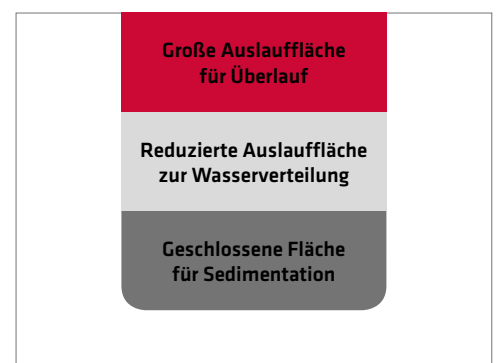 Große Auslauffläche
für Überlauf
Reduzierte Auslauffläche
zur Wasserverteilung
Geschlossene Fläche
für Sedimentation